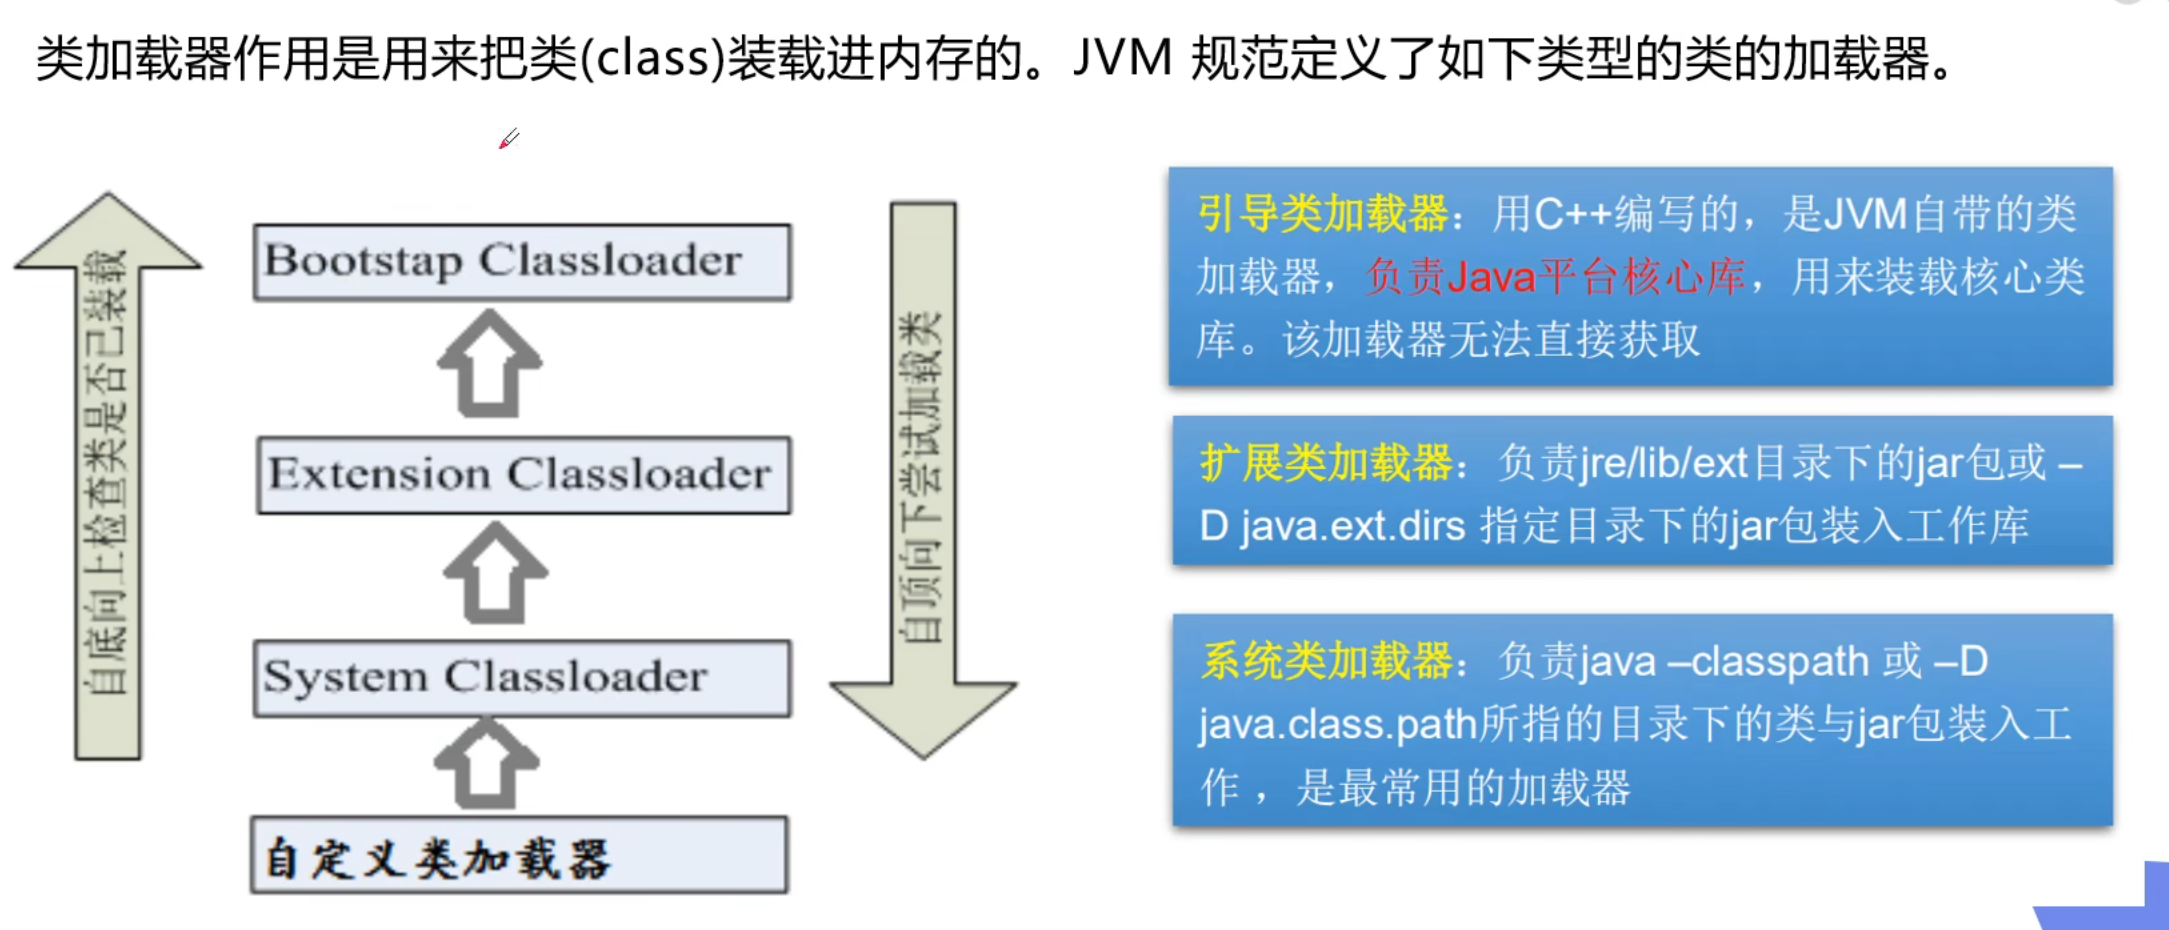 类加载器作用是用来把类(class)装载进内存的。JVM 规范定义了如下类型的类的加载器。
自底向上检查类是否已装载
Bootstap Classloader
Extension Classloader
System Classloader
自定义类加载器
自顶向下尝试加载类
引导类加载器：用C++编写的，是JVM自带的类
加载器，负责Java平台核心库，用来装载核心类
库。该加载器无法直接获取
扩展类加载器：负责jre/lib/ext目录下的jar包或 –
D java.ext.dirs 指定目录下的jar包装入工作库
系统类加载器：负责java –classpath 或 –D
java.class.path所指的目录下的类与jar包装入工
作 ，是最常用的加载器